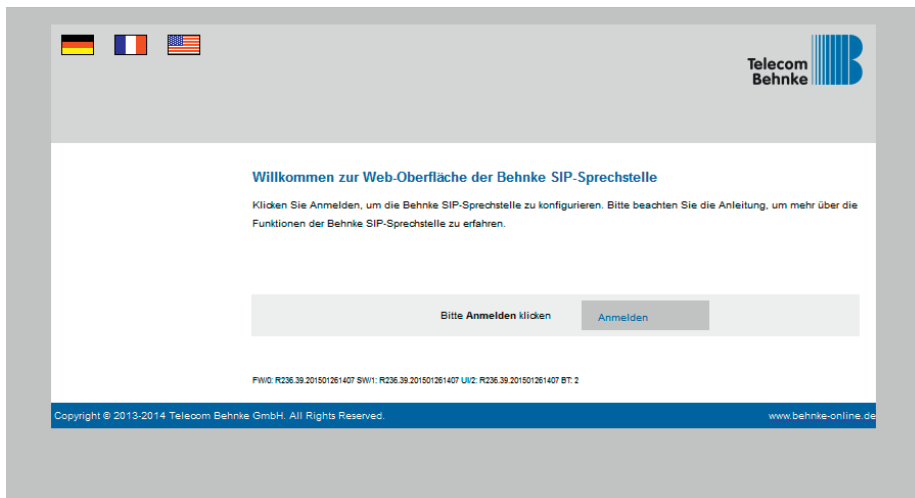 Telecom
Behnke
Willkommen zur Web-Oberfläche der Behnke SIP-Sprechstelle
Klicken Sie Anmelden, um die Behnke SIP-Sprechstelle zu konfigurieren. Bitte beachten Sie die Anleitung, um mehr über die
Funktionen der Behnke SIP-Sprechstelle zu erfahren.
Bitte Anmelden klicken
Anmelden
FW/0: R236.39.201501261407 SW/1: R236.39.201501261407 UI/2: R236.39.201501261407 BT: 2
Copyright © 2013-2014 Telecom Behnke GmbH. All Rights Reserved.
www.behnke-online.de